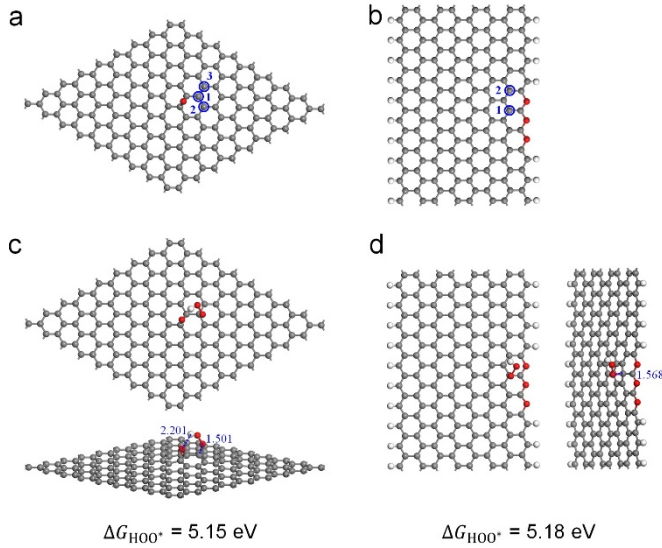 a
b
3
1
2
2
1
c
d
2.201
1.501
1.568
ΔG_HOO* = 5.15 eV
ΔG_HOO* = 5.18 eV